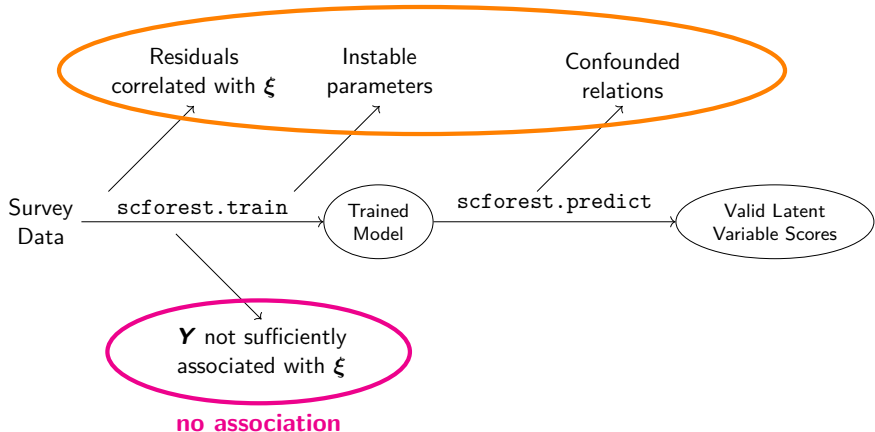 Residuals
correlated with ξ
Instable
parameters
Confounded
relations
Survey
Data
scforest.train
Trained
Model
scforest.predict
Valid Latent
Variable Scores
Y not sufficiently
associated with ξ
no association